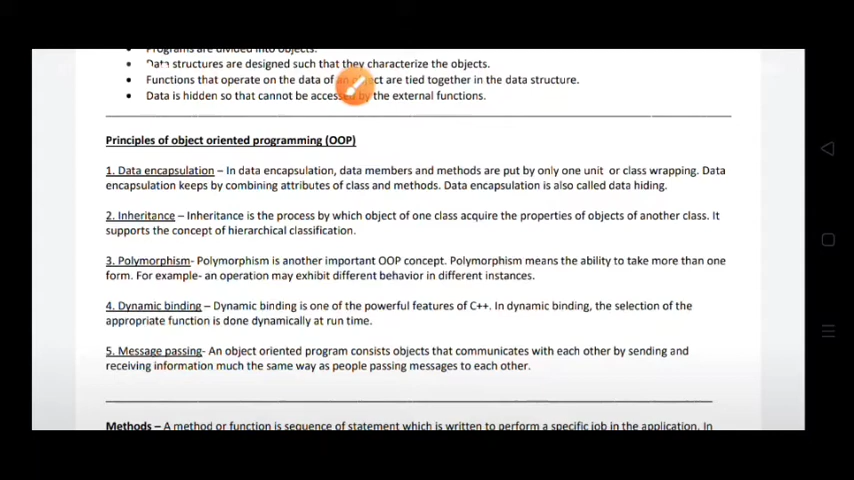 Programs are divided into objects.
Data structures are designed such that they characterize the objects.
Functions that operate on the data of an object are tied together in the data structure.
Data is hidden so that cannot be accessed by the external functions.
Principles of object oriented programming (OOP)
1. Data encapsulation – In data encapsulation, data members and methods are put by only one unit or class wrapping. Data
encapsulation keeps by combining attributes of class and methods. Data encapsulation is also called data hiding.
2. Inheritance – Inheritance is the process by which object of one class acquire the properties of objects of another class. It
supports the concept of hierarchical classification.
3. Polymorphism- Polymorphism is another important OOP concept. Polymorphism means the ability to take more than one
form. For example- an operation may exhibit different behavior in different instances.
4. Dynamic binding – Dynamic binding is one of the powerful features of C++. In dynamic binding, the selection of the
appropriate function is done dynamically at run time.
5. Message passing- An object oriented program consists objects that communicates with each other by sending and
receiving information much the same way as people passing messages to each other.
Methods – A method or function is sequence of statement which is written to perform a specific job in the application. In